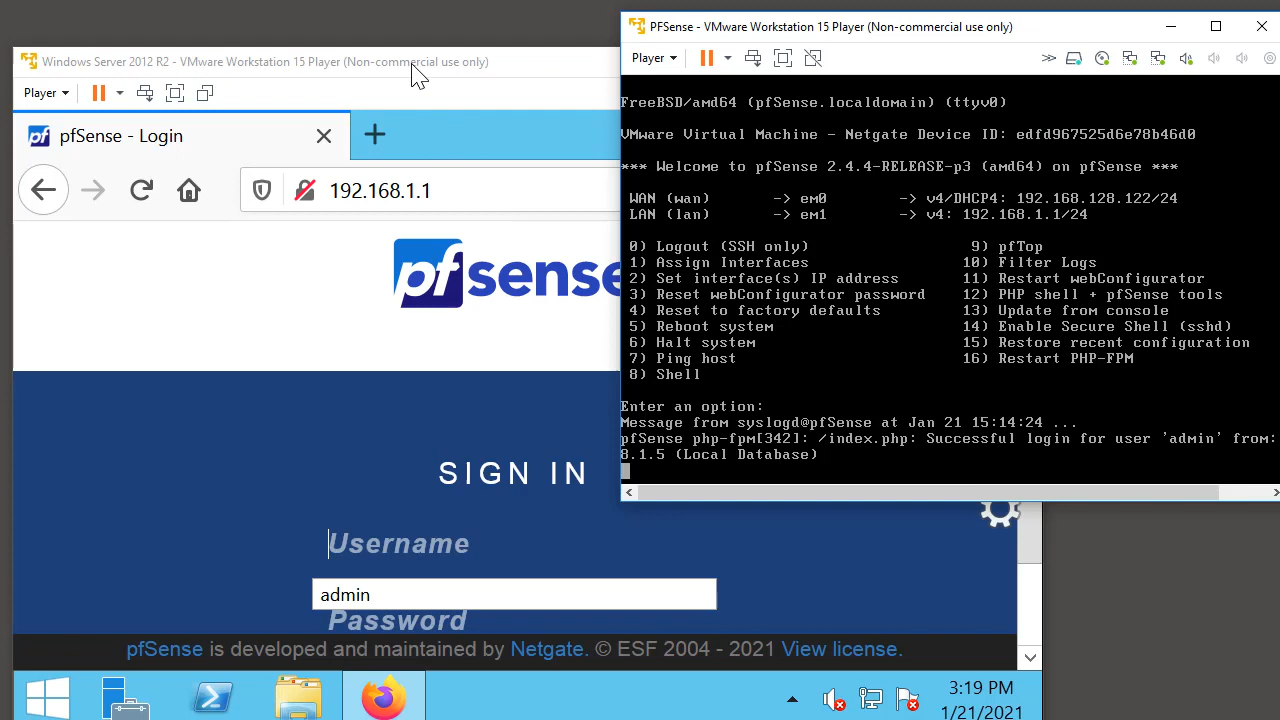 Windows Server 2012 R2 - VMware Workstation 15 Player (Non-commercial use only)
Player
pfSense - Login
192.168.1.1
pfsense
SIGN IN
Username
admin
Password
pfSense is developed and maintained by Netgate. © ESF 2004 - 2021 View license.
3:19 PM
1/21/2021
PFSense - VMware Workstation 15 Player (Non-commercial use only)
Player
FreeBSD/amd64 (pfSense.localdomain) (ttyv0)
VMware Virtual Machine - Netgate Device ID: edfd967525d6e78b46d0
*** Welcome to pfSense 2.4.4-RELEASE-p3 (amd64) on pfSense ***
WAN (wan) -> em0 -> v4/DHCP4: 192.168.128.122/24
LAN (lan) -> em1 -> v4: 192.168.1.1/24
0) Logout (SSH only) 9) pfTop
1) Assign Interfaces 10) Filter Logs
2) Set interface(s) IP address 11) Restart webConfigurator
3) Reset webConfigurator password 12) PHP shell + pfSense tools
4) Reset to factory defaults 13) Update from console
5) Reboot system 14) Enable Secure Shell (sshd)
6) Halt system 15) Restore recent configuration
7) Ping host 16) Restart PHP-FPM
8) Shell
Enter an option:
Message from syslogd@pfSense at Jan 21 15:14:24 ...
pfSense php-fpm[342]: /index.php: Successful login for user 'admin' from:
8.1.5 (Local Database)